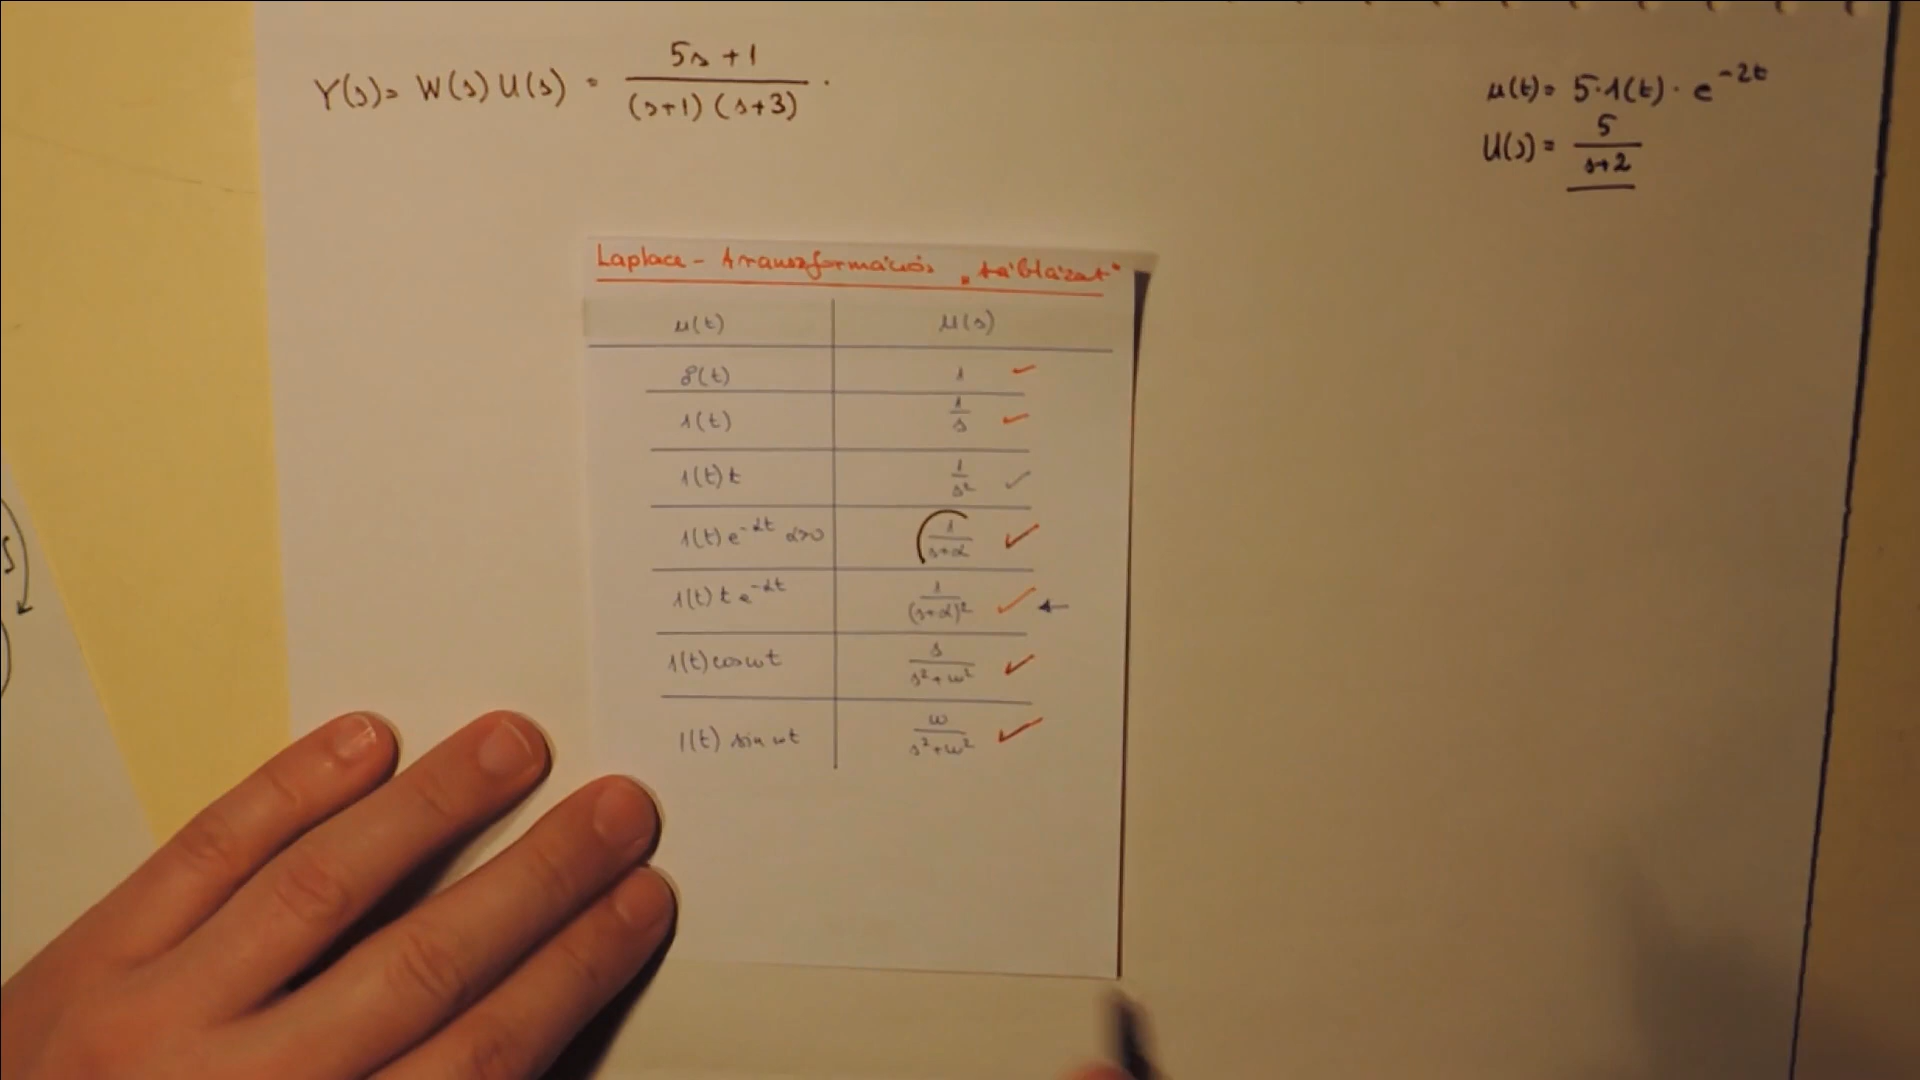 Y(s)= W(s) U(s) = (5s+1)/((s+1)(s+3)) ·
u(t)= 5·1(t)· e^-2t
U(s)= 5/(s+2)
Laplace - transzformációs „táblázat"
u(t) U(s)
δ(t) 1 ✓
1(t) 1/s ✓
1(t) t 1/s² ✓
1(t) e^-αt α>0 1/(s+α) ✓
1(t) t e^-αt 1/(s+α)² ✓ ←
1(t) cos ωt s/(s²+ω²) ✓
1(t) sin ωt ω/(s²+ω²) ✓